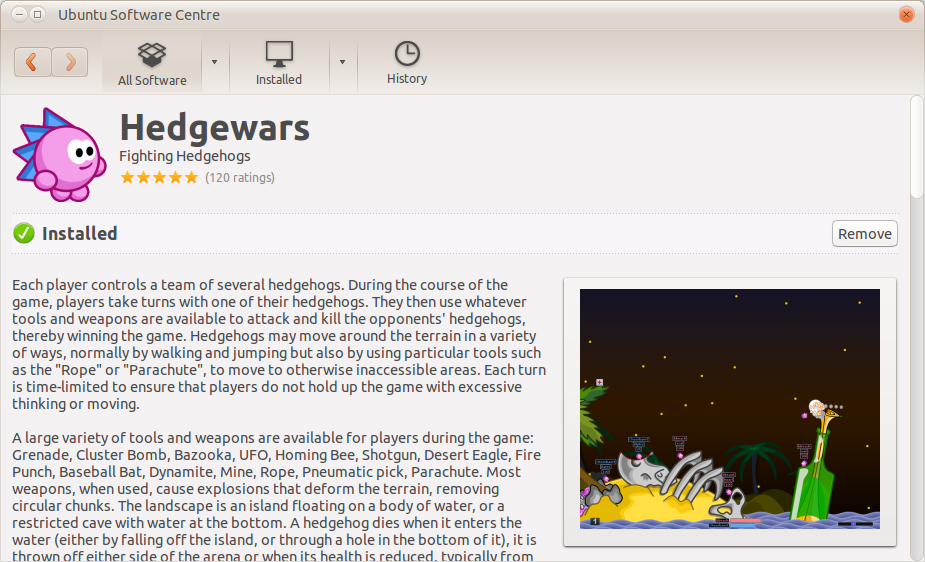 Ubuntu Software Centre
All Software
Installed
History
Hedgewars
Fighting Hedgehogs
(120 ratings)
Installed
Remove
Each player controls a team of several hedgehogs. During the course of the
game, players take turns with one of their hedgehogs. They then use whatever
tools and weapons are available to attack and kill the opponents' hedgehogs,
thereby winning the game. Hedgehogs may move around the terrain in a variety
of ways, normally by walking and jumping but also by using particular tools such
as the "Rope" or "Parachute", to move to otherwise inaccessible areas. Each turn
is time-limited to ensure that players do not hold up the game with excessive
thinking or moving.
A large variety of tools and weapons are available for players during the game:
Grenade, Cluster Bomb, Bazooka, UFO, Homing Bee, Shotgun, Desert Eagle, Fire
Punch, Baseball Bat, Dynamite, Mine, Rope, Pneumatic pick, Parachute. Most
weapons, when used, cause explosions that deform the terrain, removing
circular chunks. The landscape is an island floating on a body of water, or a
restricted cave with water at the bottom. A hedgehog dies when it enters the
water (either by falling off the island, or through a hole in the bottom of it), it is
thrown off either side of the arena or when its health is reduced, typically from